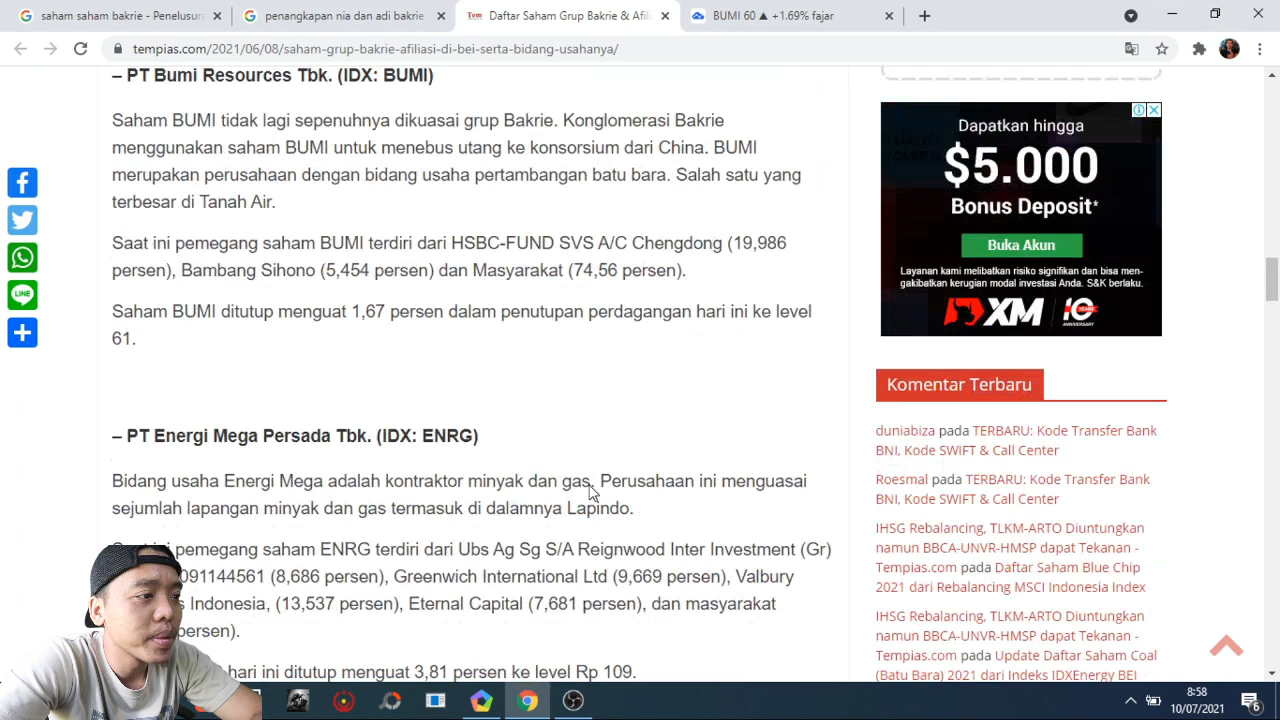 saham saham bakrie - Penelusur
penangkapan nia dan adi bakrie
Tem
Daftar Saham Grup Bakrie & Afili
BUMI 60 ▲ +1.69% fajar
tempias.com/2021/06/08/saham-grup-bakrie-afiliasi-di-bei-serta-bidang-usahanya/
– PT Bumi Resources Tbk. (IDX: BUMI)
Saham BUMI tidak lagi sepenuhnya dikuasi grup Bakrie. Konglomerasi Bakrie
menggunakan saham BUMI untuk menebus utang ke konsorsium dari China. BUMI
merupakan perusahaan dengan bidang usaha pertambangan batu bara. Salah satu yang
terbesar di Tanah Air.
Saat ini pemegang saham BUMI terdiri dari HSBC-FUND SVS A/C Chengdong (19,986
persen), Bambang Sihono (5,454 persen) dan Masyarakat (74,56 persen).
Saham BUMI ditutup menguat 1,67 persen dalam penutupan perdagangan hari ini ke level
61.
– PT Energi Mega Persada Tbk. (IDX: ENRG)
Bidang usaha Energi Mega adalah kontraktor minyak dan gas. Perusahaan ini menguasai
sejumlah lapangan minyak dan gas termasuk di dalamnya Lapindo.
pemegang saham ENRG terdiri dari Ubs Ag Sg S/A Reignwood Inter Investment (Gr)
091144561 (8,686 persen), Greenwich International Ltd (9,669 persen), Valbury
Indonesia, (13,537 persen), Eternal Capital (7,681 persen), dan masyarakat
persen).
hari ini ditutup menguat 3,81 persen ke level Rp 109.
LINE
Dapatkan hingga
$5.000
Bonus Deposit*
Buka Akun
Layanan kami melibatkan risiko signifikan dan bisa men-
gakibatkan kerugian modal investasi Anda. S&K berlaku.
XM
10
ANNIVERSARY
Komentar Terbaru
duniabiza pada TERBARU: Kode Transfer Bank
BNI, Kode SWIFT & Call Center
Roesmal pada TERBARU: Kode Transfer Bank
BNI, Kode SWIFT & Call Center
IHSG Rebalancing, TLKM-ARTO Diuntungkan
namun BBCA-UNVR-HMSP dapat Tekanan -
Tempias.com pada Daftar Saham Blue Chip
2021 dari Rebalancing MSCI Indonesia Index
IHSG Rebalancing, TLKM-ARTO Diuntungkan
namun BBCA-UNVR-HMSP dapat Tekanan -
Tempias.com pada Update Daftar Saham Coal
(Batu Bara) 2021 dari Indeks IDXEnergy BEI
8:58
10/07/2021
6